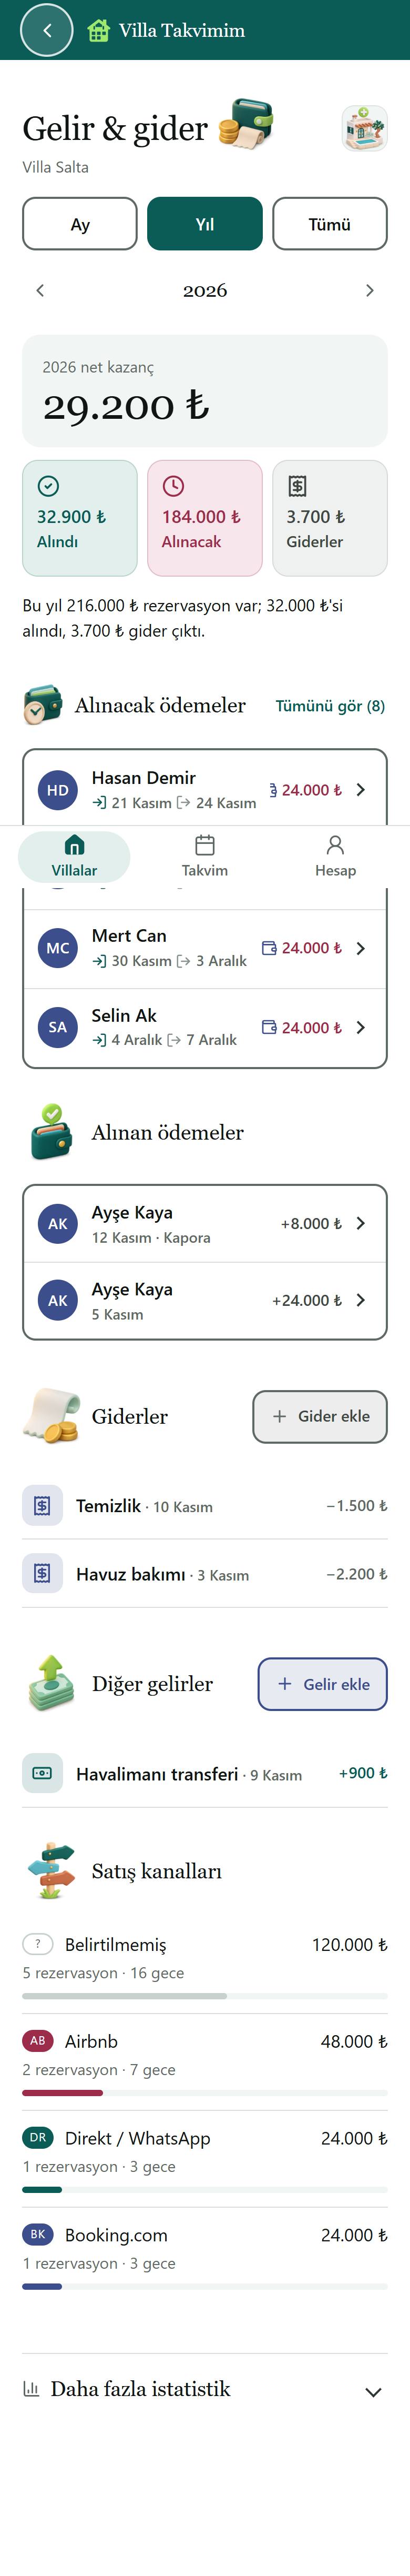 Villa Takvimim
Gelir & gider
Villa Salta
Ay
Yıl
Tümü
2026
2026 net kazanç
29.200 ₺
32.900 ₺
Alındı
184.000 ₺
Alınacak
3.700 ₺
Giderler
Bu yıl 216.000 ₺ rezervasyon var; 32.000 ₺'si
alındı, 3.700 ₺ gider çıktı.
Alınacak ödemeler
Tümünü gör (8)
HD
Hasan Demir
21 Kasım 24 Kasım
24.000 ₺
Villalar
Takvim
Hesap
MC
Mert Can
30 Kasım 3 Aralık
24.000 ₺
SA
Selin Ak
4 Aralık 7 Aralık
24.000 ₺
Alınan ödemeler
AK
Ayşe Kaya
12 Kasım · Kapora
+8.000 ₺
AK
Ayşe Kaya
5 Kasım
+24.000 ₺
Giderler
Gider ekle
Temizlik · 10 Kasım
−1.500 ₺
Havuz bakımı · 3 Kasım
−2.200 ₺
Diğer gelirler
Gelir ekle
Havalimanı transferi · 9 Kasım
+900 ₺
Satış kanalları
?
Belirtilmemiş
120.000 ₺
5 rezervasyon · 16 gece
AB
Airbnb
48.000 ₺
2 rezervasyon · 7 gece
DR
Direkt / WhatsApp
24.000 ₺
1 rezervasyon · 3 gece
BK
Booking.com
24.000 ₺
1 rezervasyon · 3 gece
Daha fazla istatistik